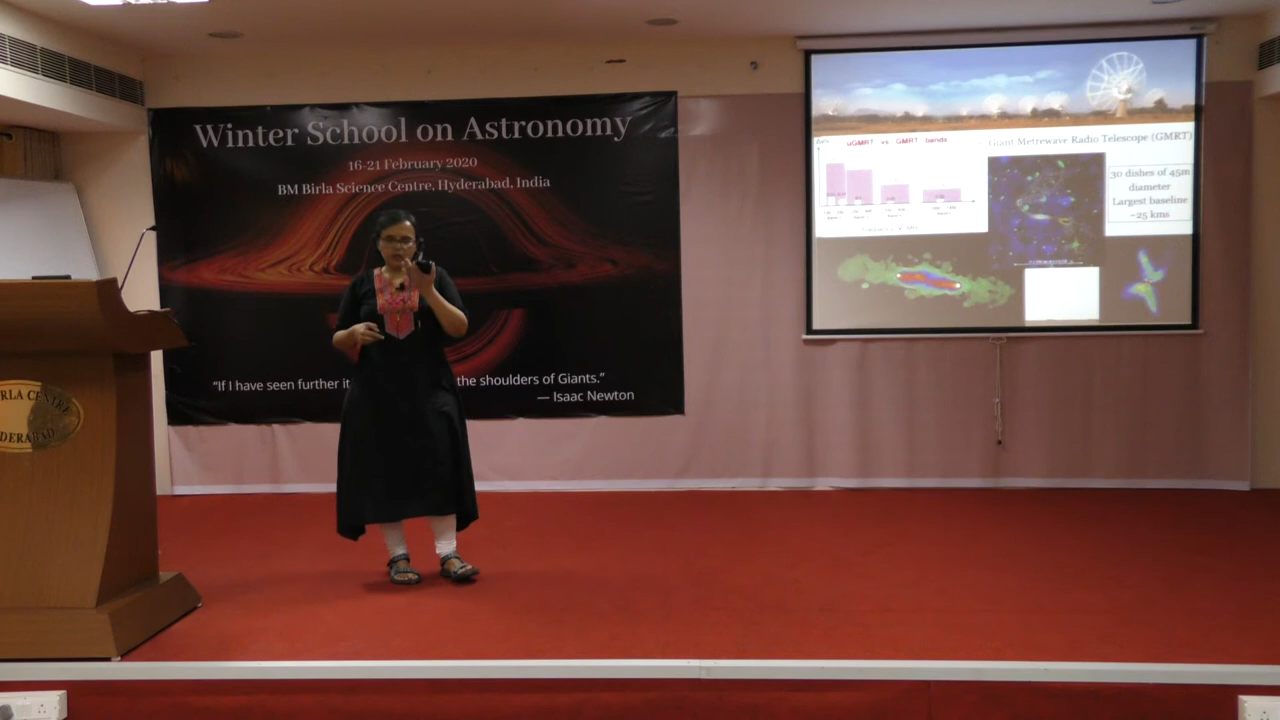 Winter School on Astronomy
16-21 February 2020
BM Birla Science Centre, Hyderabad, India
"If I have seen further it
the shoulders of Giants."
— Isaac Newton
uGMRT vs GMRT bands
Giant Metrewave Radio Telescope (GMRT)
30 dishes of 45m
diameter
Largest baseline
~25 kms
RLA CENTRE
DERABAD